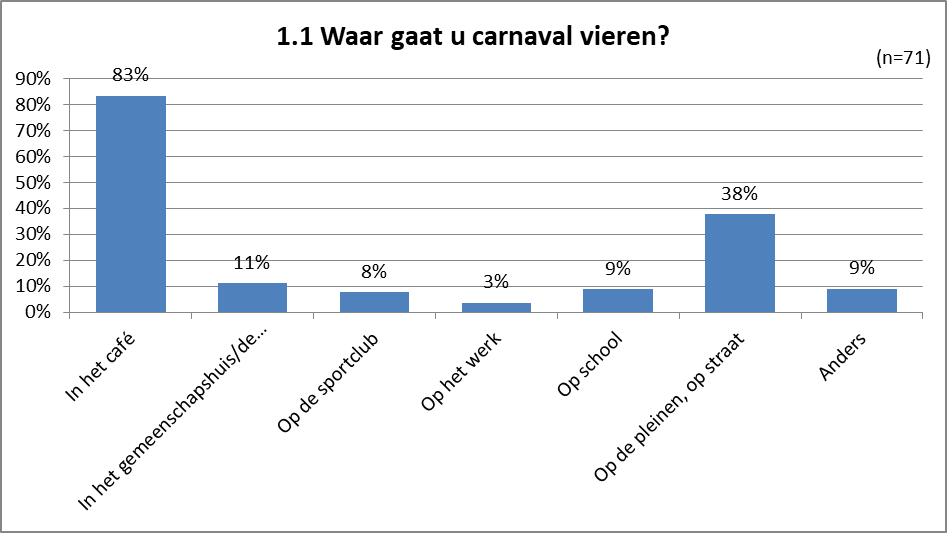 1.1 Waar gaat u carnaval vieren?
(n=71)
90%
80%
70%
60%
50%
40%
30%
20%
10%
0%
83%
11%
8%
3%
9%
38%
9%
In het café
In het gemeenschapshuis/de...
Op de sportclub
Op het werk
Op school
Op de pleinen, op straat
Anders